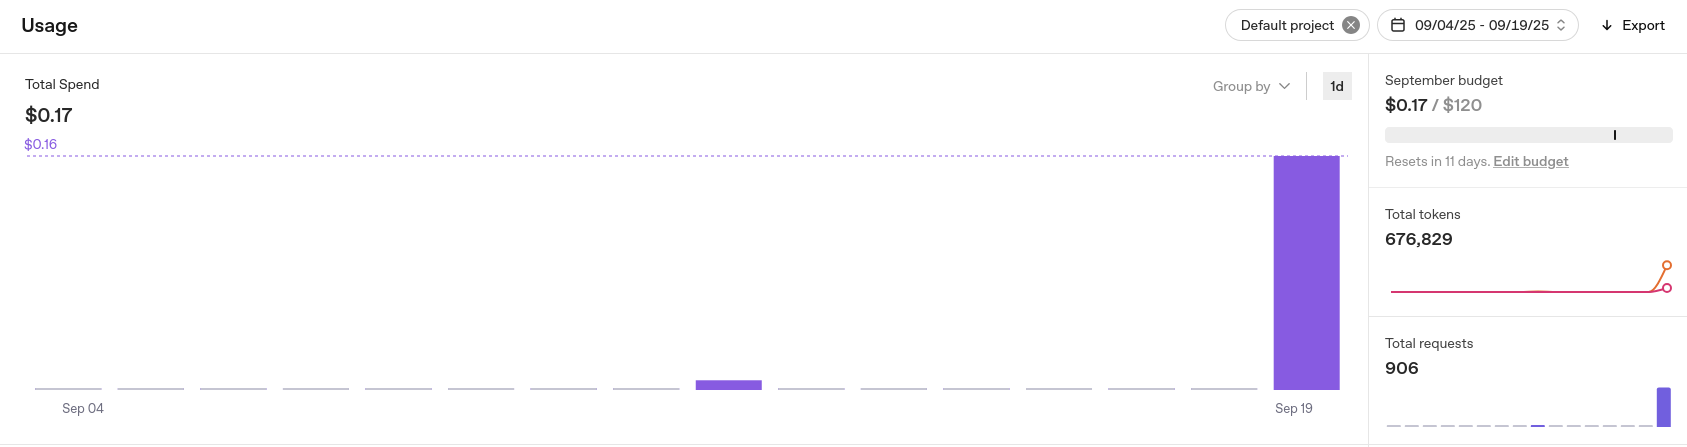 Usage
Default project
09/04/25 - 09/19/25
Export
Total Spend
$0.17
$0.16
Group by
1d
Sep 04
Sep 19
September budget
$0.17 / $120
Resets in 11 days. Edit budget
Total tokens
676,829
Total requests
906